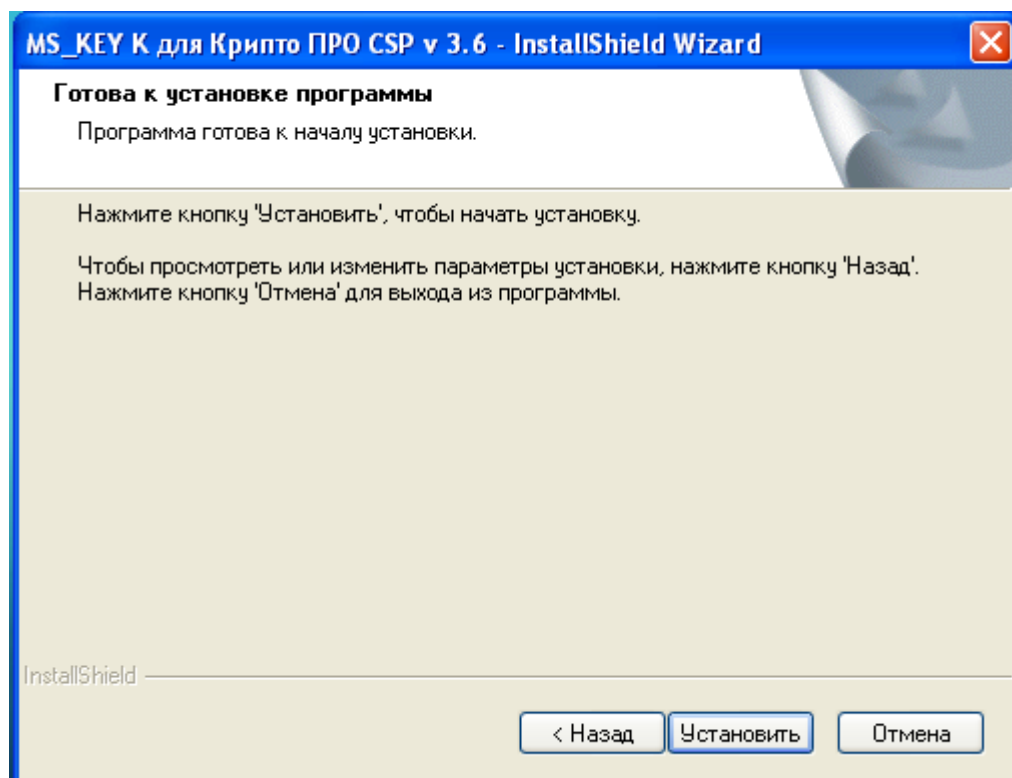 MS_KEY K для Крипто ПРО CSP v 3.6 - InstallShield Wizard
Готова к установке программы
Программа готова к началу установки.
Нажмите кнопку 'Установить', чтобы начать установку.
Чтобы просмотреть или изменить параметры установки, нажмите кнопку 'Назад'.
Нажмите кнопку 'Отмена' для выхода из программы.
InstallShield
< Назад
Установить
Отмена